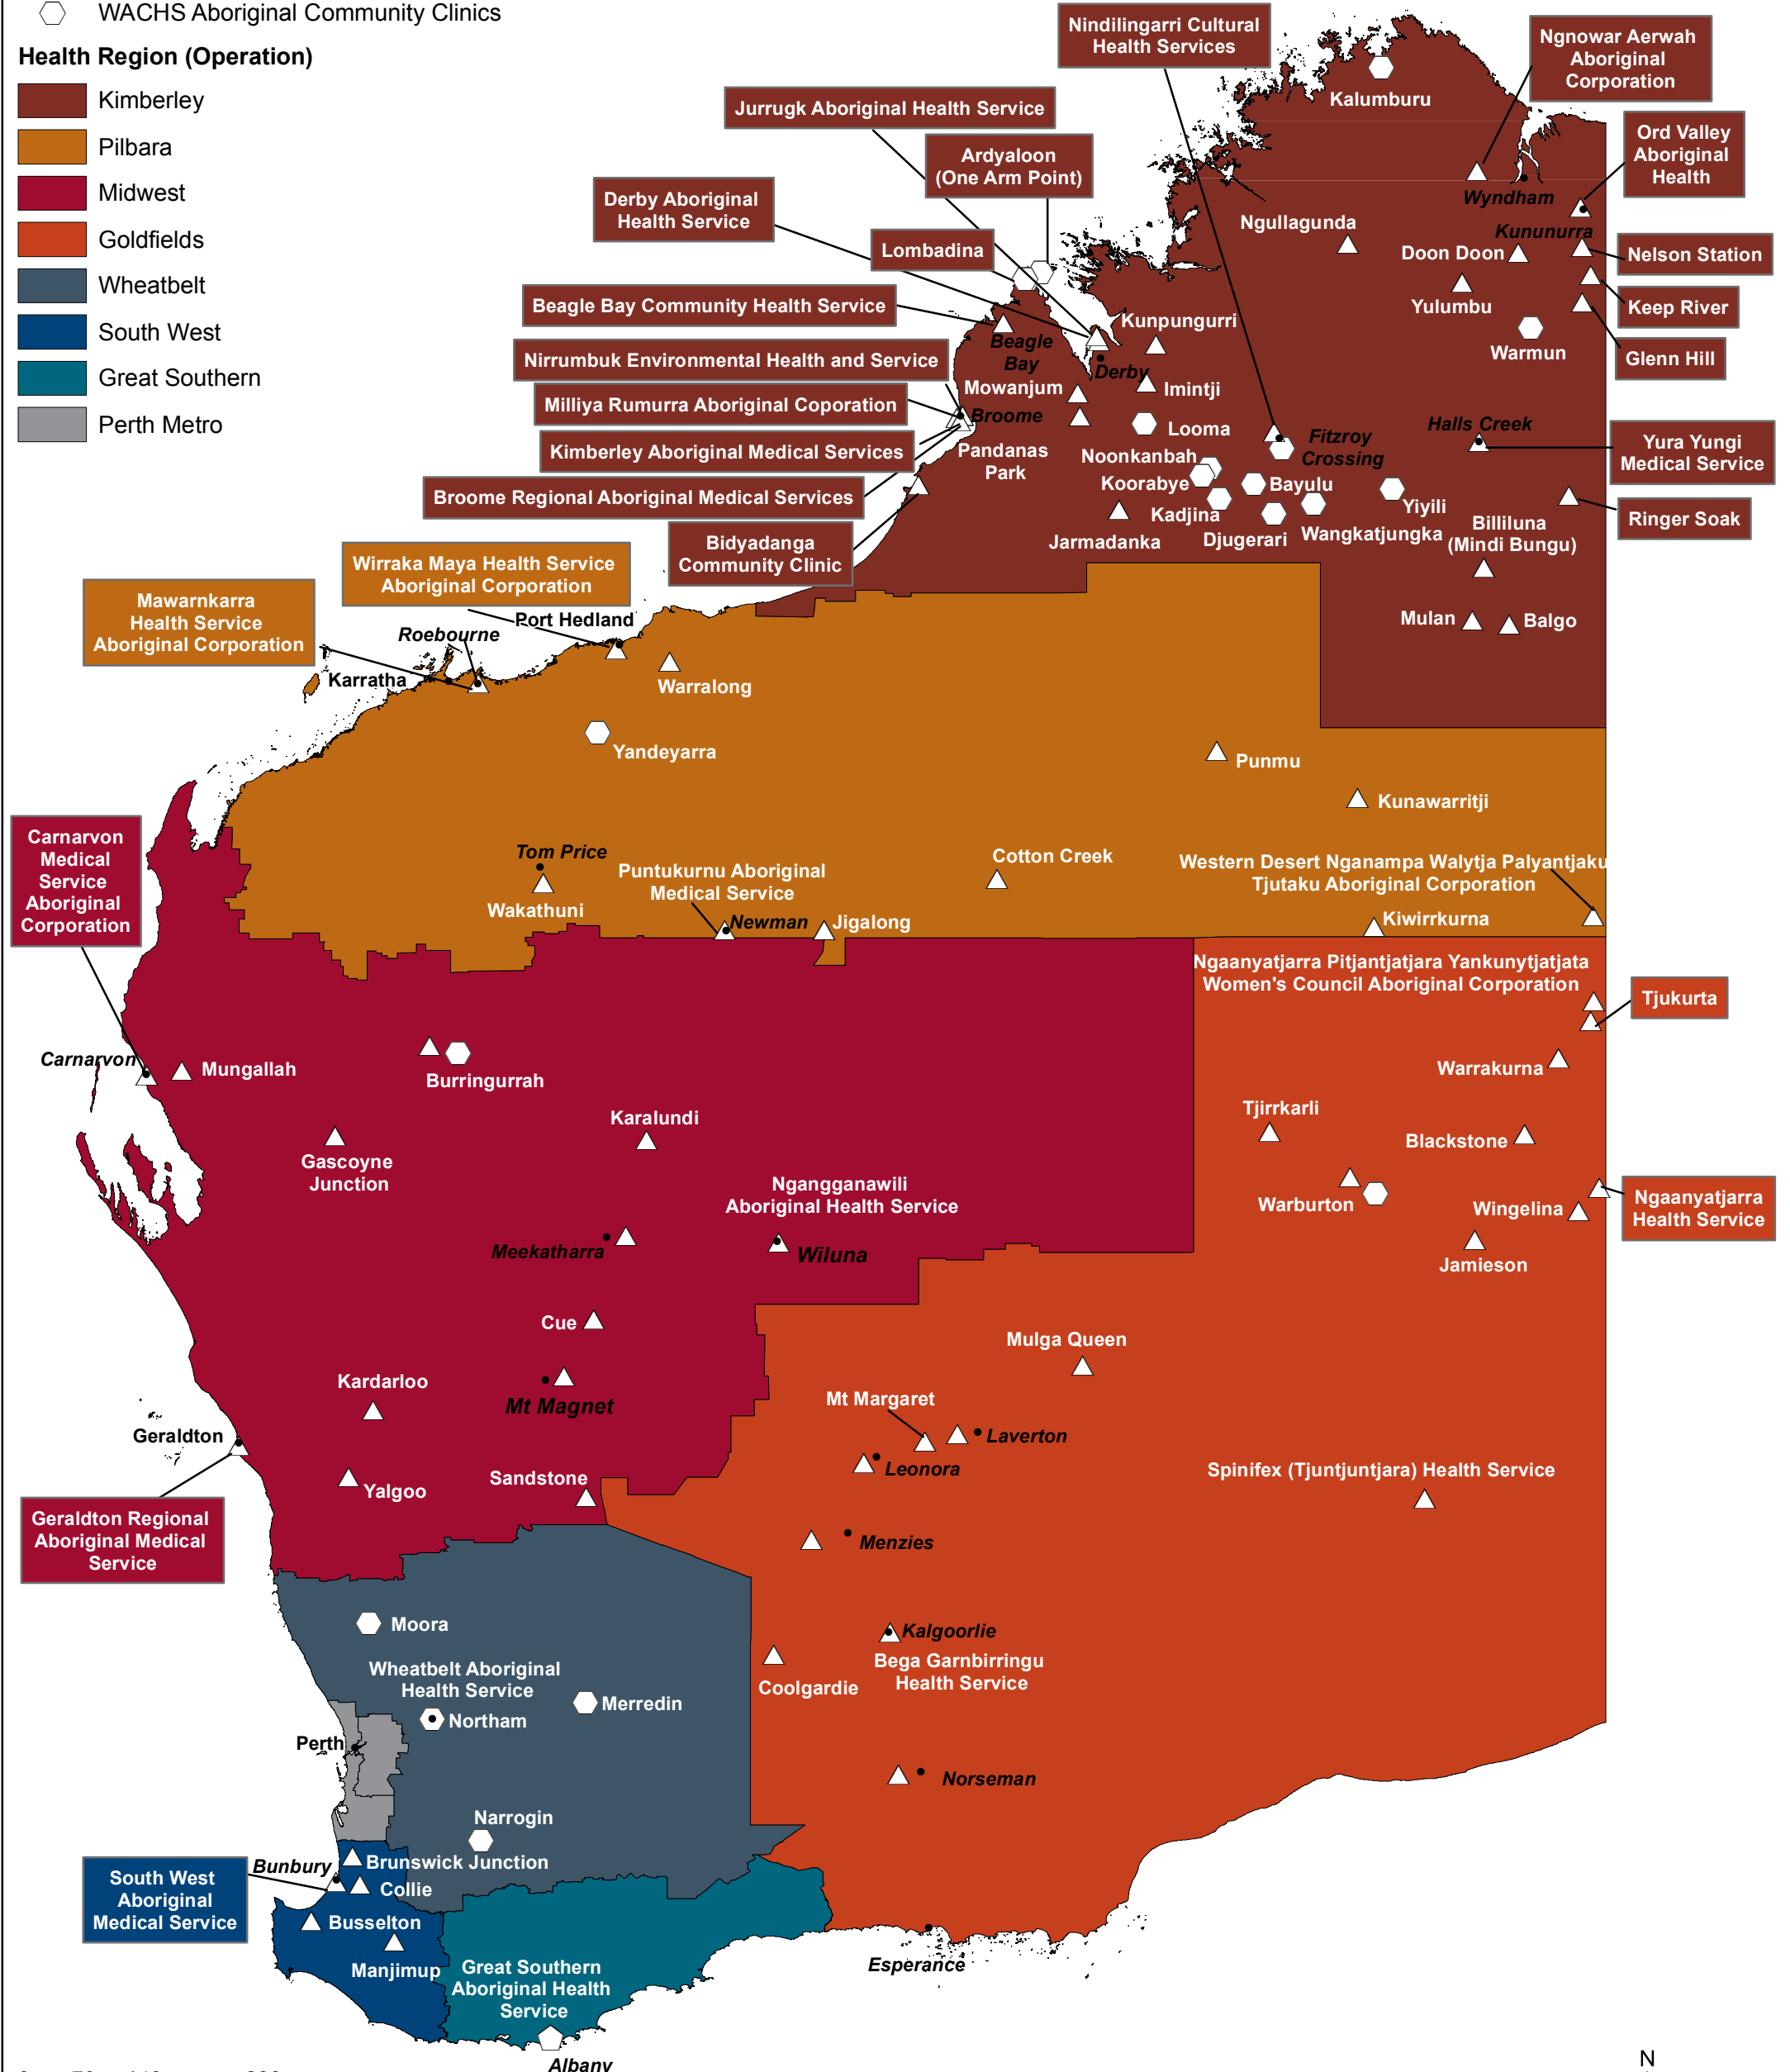 WACHS Aboriginal Community Clinics
Health Region (Operation)
Kimberley
Pilbara
Midwest
Goldfields
Wheatbelt
South West
Great Southern
Perth Metro
Nindilingarri Cultural
Health Services
Ngnowar Aerwah
Aboriginal
Corporation
Kalumburu
Jurrugk Aboriginal Health Service
Ord Valley
Aboriginal
Health
Ardyaloon
(One Arm Point)
Derby Aboriginal
Health Service
Wyndham
Ngullagunda
Kununurra
Lombadina
Doon Doon
Nelson Station
Beagle Bay Community Health Service
Yulumbu
Keep River
Kunpungurri
Beagle
Bay
Warmun
Glenn Hill
Nirrumbuk Environmental Health and Service
Derby
Mowanjum
Imintji
Milliya Rumurra Aboriginal Coporation
Broome
Looma
Halls Creek
Fitzroy
Crossing
Yura Yungi
Medical Service
Kimberley Aboriginal Medical Services
Pandanas
Park
Noonkanbah
Koorabye
Bayulu
Broome Regional Aboriginal Medical Services
Yiyili
Kadjina
Ringer Soak
Billiluna
(Mindi Bungu)
Wangkatjungka
Djugerari
Jarmadanka
Bidyadanga
Community Clinic
Wirraka Maya Health Service
Aboriginal Corporation
Mawarnkarra
Health Service
Aboriginal Corporation
Port Hedland
Mulan
Balgo
Roebourne
Karratha
Warralong
Yandeyarra
Punmu
Kunawarritji
Carnarvon
Medical
Service
Aboriginal
Corporation
Tom Price
Cotton Creek
Puntukurnu Aboriginal
Medical Service
Western Desert Nganampa Walytja Palyantjaku
Tjutaku Aboriginal Corporation
Wakathuni
Newman
Jigalong
Kiwirrkurna
Ngaanyatjarra Pitjantjatjara Yankunytjatjata
Women's Council Aboriginal Corporation
Tjukurta
Carnarvon
Mungallah
Burringurrah
Warrakurna
Karalundi
Tjirrkarli
Blackstone
Gascoyne
Junction
Ngangganawili
Aboriginal Health Service
Warburton
Wingelina
Ngaanyatjarra
Health Service
Meekatharra
Wiluna
Jamieson
Cue
Mulga Queen
Kardarloo
Mt Magnet
Mt Margaret
Geraldton
Laverton
Leonora
Spinifex (Tjuntjuntjara) Health Service
Yalgoo
Sandstone
Geraldton Regional
Aboriginal Medical
Service
Menzies
Moora
Kalgoorlie
Bega Garnbirringu
Health Service
Wheatbelt Aboriginal
Health Service
Coolgardie
Merredin
Northam
Perth
Norseman
Narrogin
Bunbury
Brunswick Junction
South West
Aboriginal
Medical Service
Collie
Busselton
Manjimup
Great Southern
Aboriginal Health
Service
Esperance
Albany
N